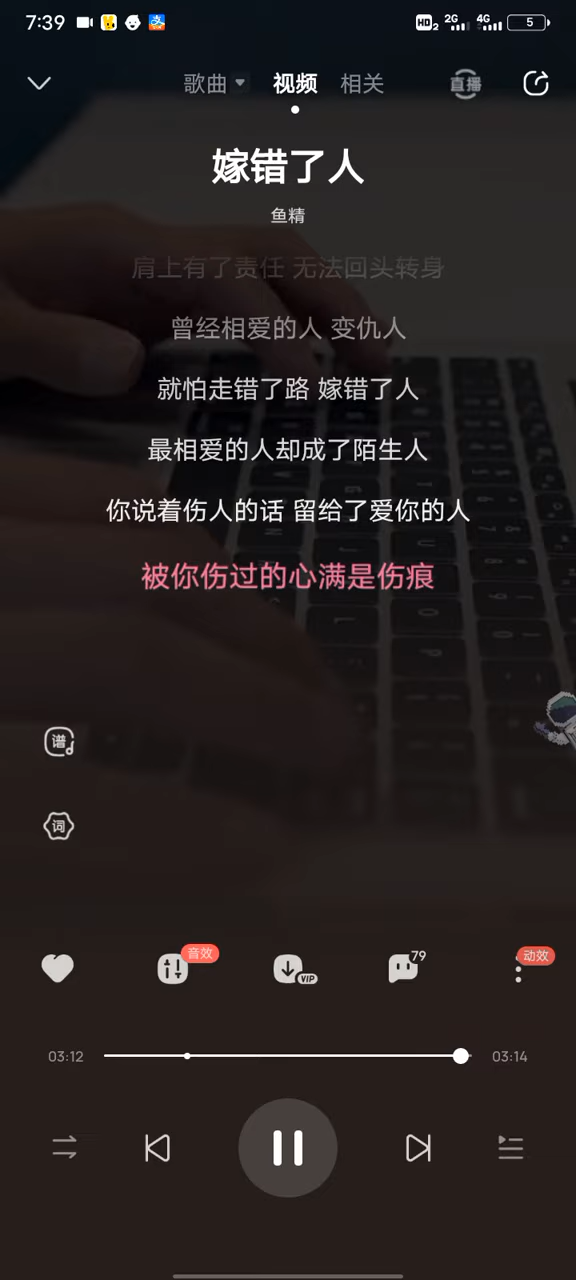 7:39 HD2 2G 4G 5
支
歌曲 视频 相关 直播
嫁错了人
鱼精
肩上有了责任 无法回头转身
曾经相爱的人 变仇人
就怕走错了路 嫁错了人
最相爱的人却成了陌生人
你说着伤人的话 留给了爱你的人
被你伤过的心满是伤痕
谱
词
音效 VIP 79 动效
03:12 03:14